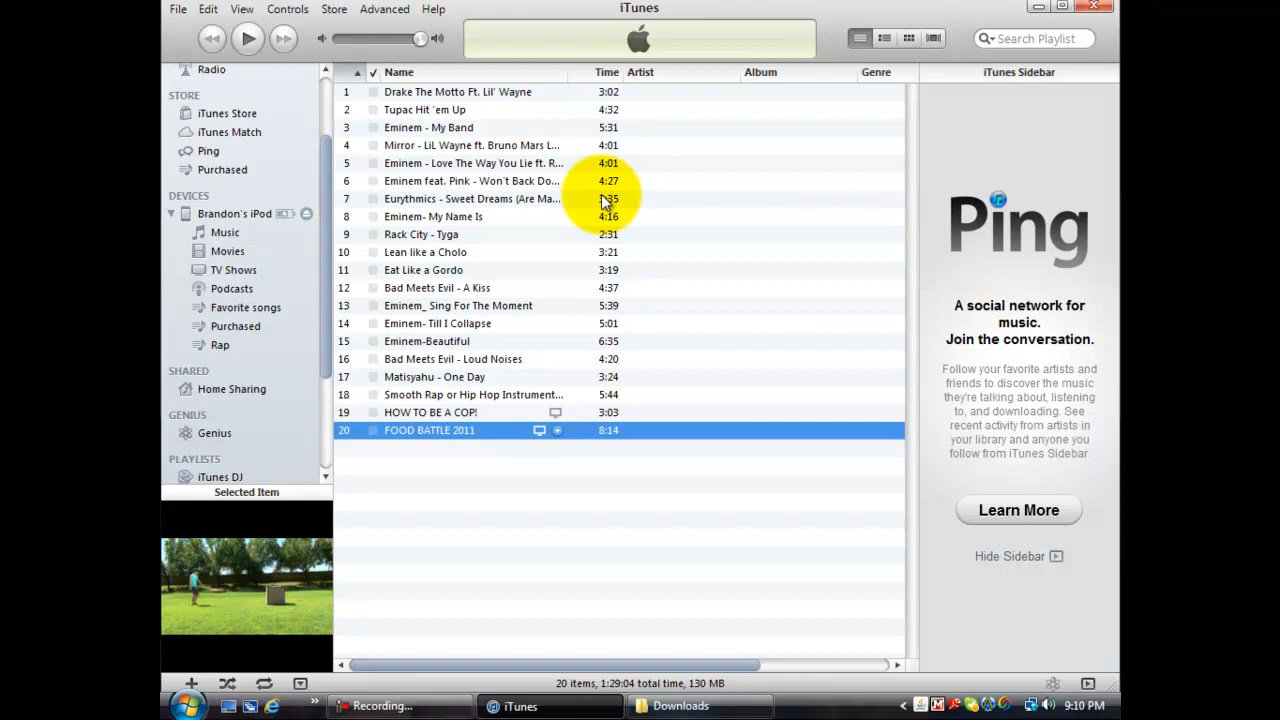 File Edit View Controls Store Advanced Help
iTunes
Search Playlist
Radio
STORE
iTunes Store
iTunes Match
Ping
Purchased
DEVICES
Brandon's iPod
Music
Movies
TV Shows
Podcasts
Favorite songs
Purchased
Rap
SHARED
Home Sharing
GENIUS
Genius
PLAYLISTS
iTunes DJ
Selected Item
Name Time Artist Album Genre
1 Drake The Motto Ft. Lil' Wayne 3:02
2 Tupac Hit 'em Up 4:32
3 Eminem - My Band 5:31
4 Mirror - LiL Wayne ft. Bruno Mars L... 4:01
5 Eminem - Love The Way You Lie ft. R... 4:01
6 Eminem feat. Pink - Won't Back Do... 4:27
7 Eurythmics - Sweet Dreams (Are Ma...
8 Eminem- My Name Is 4:16
9 Rack City - Tyga 2:31
10 Lean like a Cholo 3:21
11 Eat Like a Gordo 3:19
12 Bad Meets Evil - A Kiss 4:37
13 Eminem_ Sing For The Moment 5:39
14 Eminem- Till I Collapse 5:01
15 Eminem-Beautiful 6:35
16 Bad Meets Evil - Loud Noises 4:20
17 Matisyahu - One Day 3:24
18 Smooth Rap or Hip Hop Instrument... 5:44
19 HOW TO BE A COP! 3:03
20 FOOD BATTLE 2011 8:14
iTunes Sidebar
Ping
A social network for
music.
Join the conversation.
Follow your favorite artists and
friends to discover the music
they're talking about, listening
to, and downloading. See
recent activity from artists in
your library and anyone you
follow from iTunes Sidebar.
Learn More
Hide Sidebar
20 items, 1:29:04 total time, 130 MB
Recording... iTunes Downloads 9:10 PM